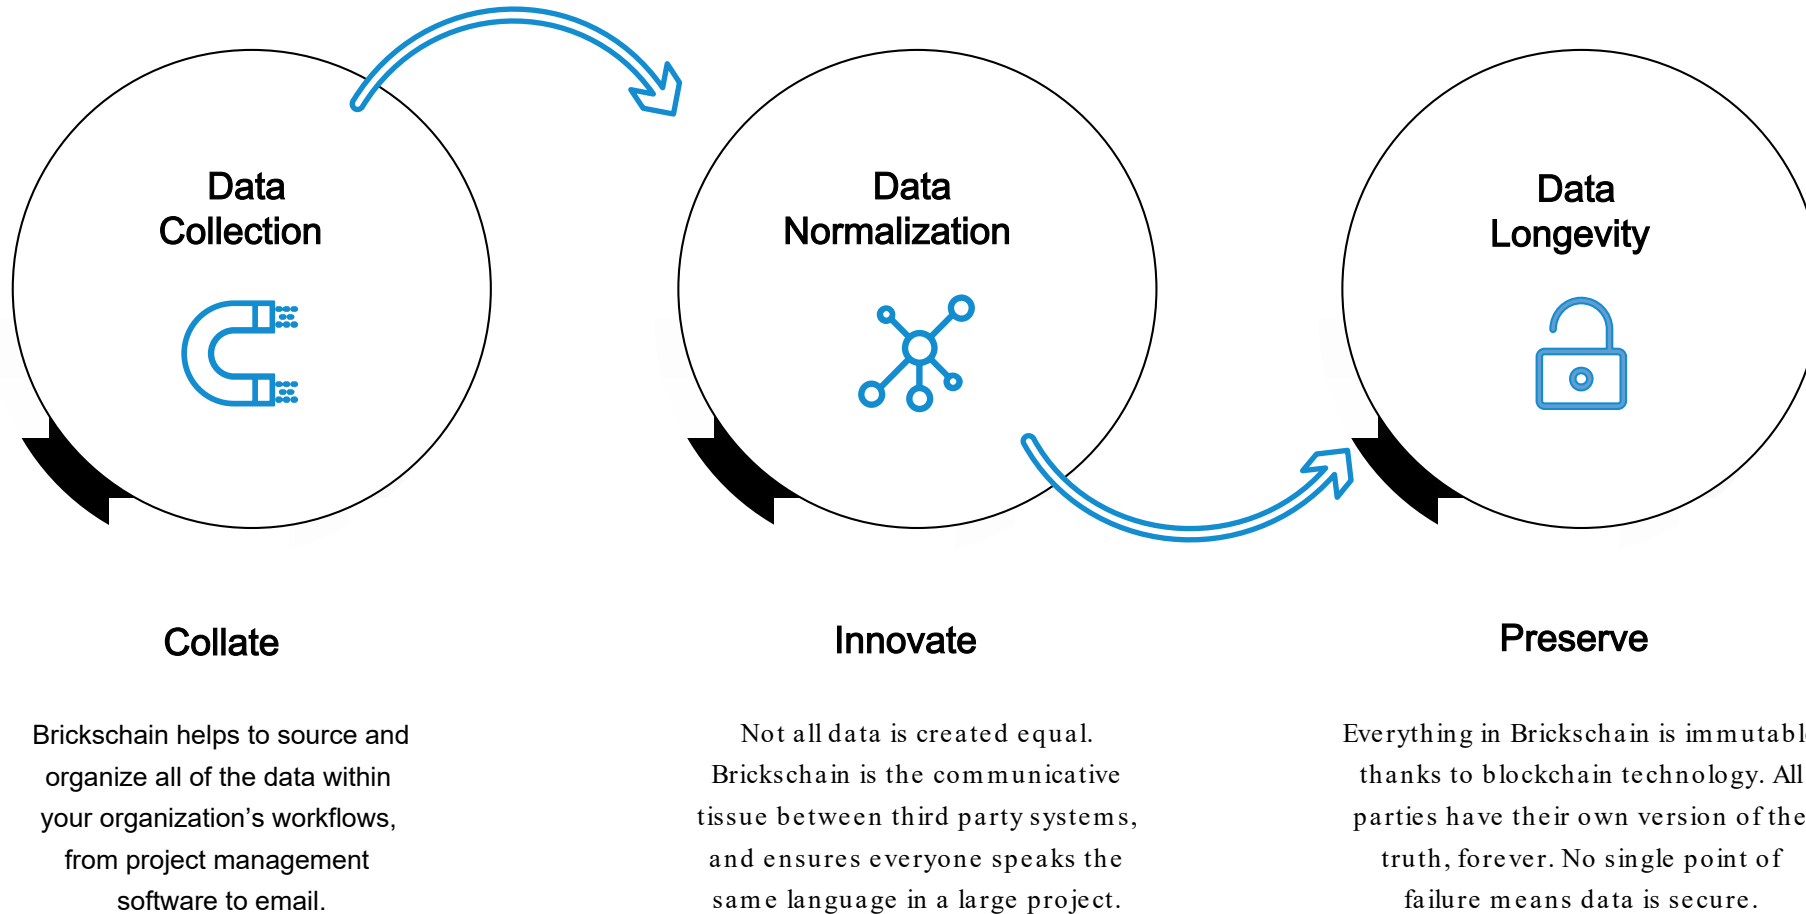 Data
Collection
Data
Normalization
Data
Longevity
Collate
Brickschain helps to source and
organize all of the data within
your organization’s workflows,
from project management
software to email.
Innovate
Not all data is created equal.
Brickschain is the communicative
tissue between third party systems,
and ensures everyone speaks the
same language in a large project.
Preserve
Everything in Brickschain is immutable
thanks to blockchain technology. All
parties have their own version of the
truth, forever. No single point of
failure means data is secure.